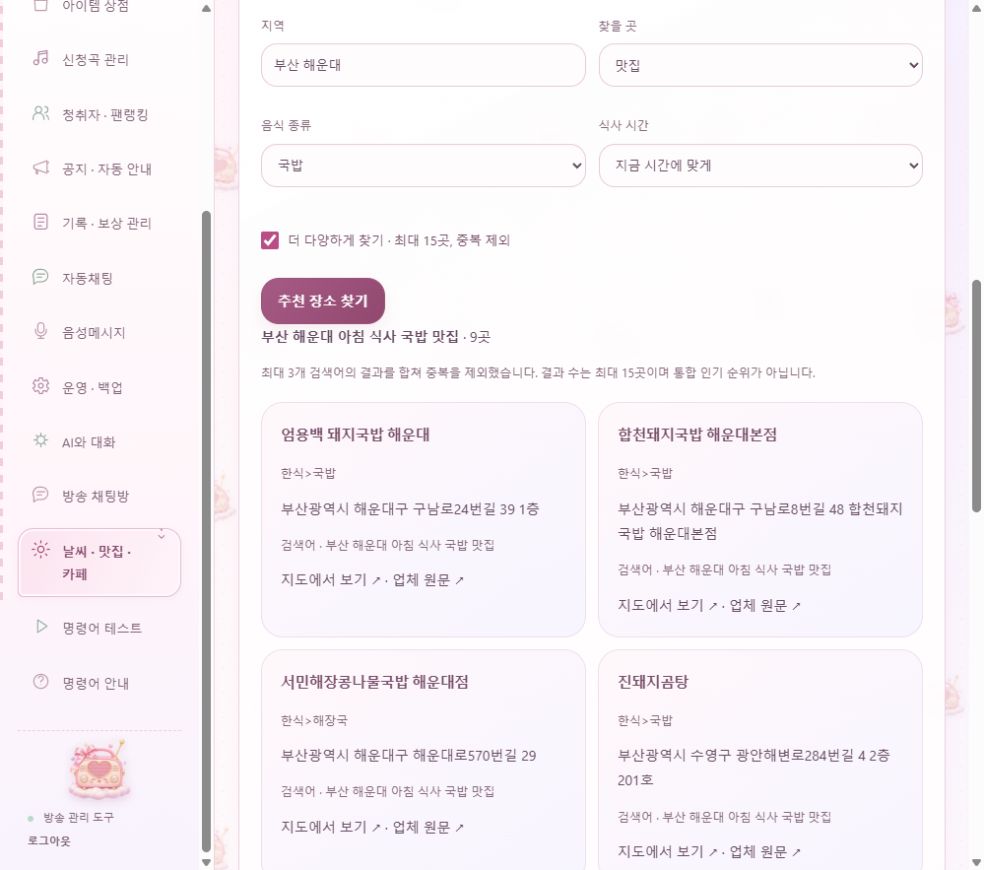 아이템 상점
신청곡 관리
청취자 · 팬랭킹
공지 · 자동 안내
기록 · 보상 관리
자동채팅
음성메시지
운영 · 백업
AI와 대화
방송 채팅방
날씨 · 맛집 ·
카페
명령어 테스트
명령어 안내
방송 관리 도구
로그아웃
지역
찾을 곳
부산 해운대
맛집
음식 종류
식사 시간
국밥
지금 시간에 맞게
더 다양하게 찾기 · 최대 15곳, 중복 제외
추천 장소 찾기
부산 해운대 아침 식사 국밥 맛집 · 9곳
최대 3개 검색어의 결과를 합쳐 중복을 제외했습니다. 결과 수는 최대 15곳이며 통합 인기 순위가 아닙니다.
엄용백 돼지국밥 해운대
한식>국밥
부산광역시 해운대구 구남로24번길 39 1층
검색어 · 부산 해운대 아침 식사 국밥 맛집
지도에서 보기 ↗ · 업체 원문 ↗
합천돼지국밥 해운대본점
한식>국밥
부산광역시 해운대구 구남로8번길 48 합천돼지
국밥 해운대본점
검색어 · 부산 해운대 아침 식사 국밥 맛집
지도에서 보기 ↗ · 업체 원문 ↗
서민해장콩나물국밥 해운대점
한식>해장국
부산광역시 해운대구 해운대로570번길 29
검색어 · 부산 해운대 아침 식사 국밥 맛집
지도에서 보기 ↗ · 업체 원문 ↗
진돼지곰탕
한식>국밥
부산광역시 수영구 광안해변로284번길 4 2층
201호
검색어 · 부산 해운대 아침 식사 국밥 맛집
지도에서 보기 ↗ · 업체 원문 ↗